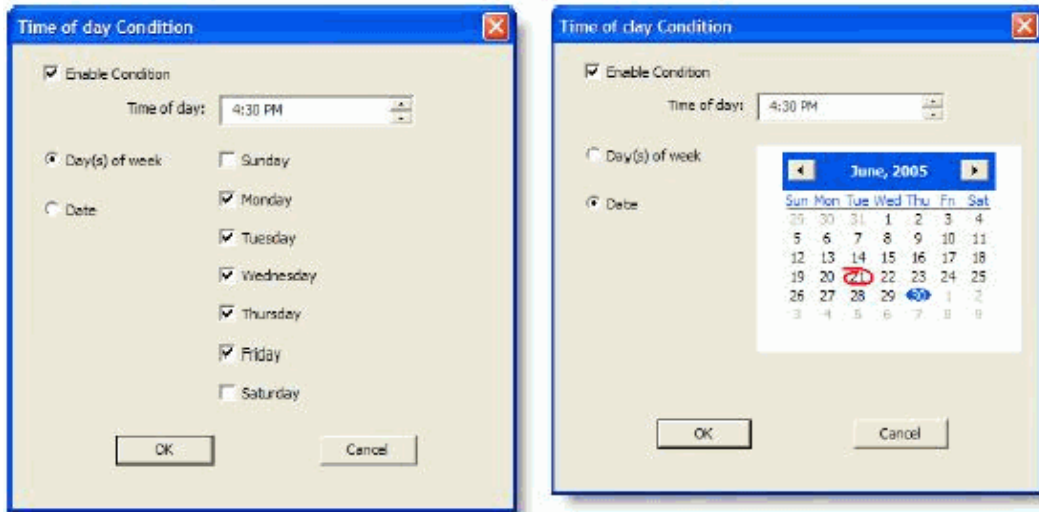 Time of day Condition
Enable Condition
Time of day: 4:30 PM
Day(s) of week
Date
Sunday
Monday
Tuesday
Wednesday
Thursday
Friday
Saturday
OK Cancel
Time of day Condition
Enable Condition
Time of day: 4:30 PM
Day(s) of week
Date
June, 2005
Sun Mon Tue Wed Thu Fri Sat
29 30 31 1 2 3 4
5 6 7 8 9 10 11
12 13 14 15 16 17 18
19 20 21 22 23 24 25
26 27 28 29 30 1 2
3 4 5 6 7 8 9
OK Cancel